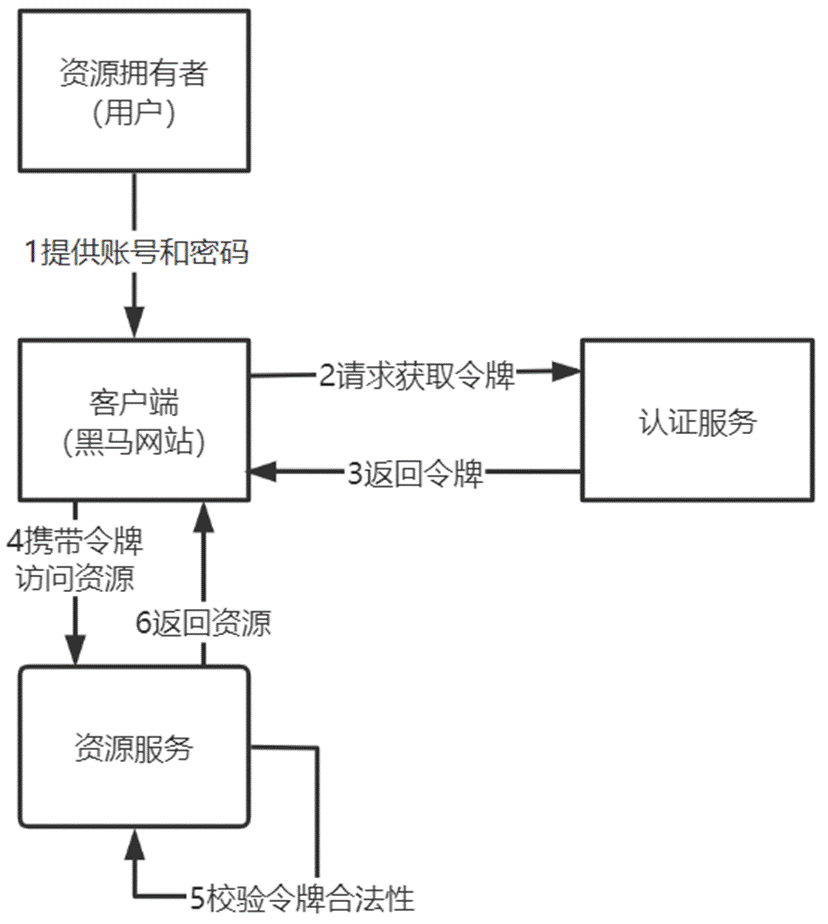 资源拥有者
（用户）
1提供账号和密码
客户端
（黑马网站）
2请求获取令牌
认证服务
3返回令牌
4携带令牌
访问资源
6返回资源
资源服务
5校验令牌合法性